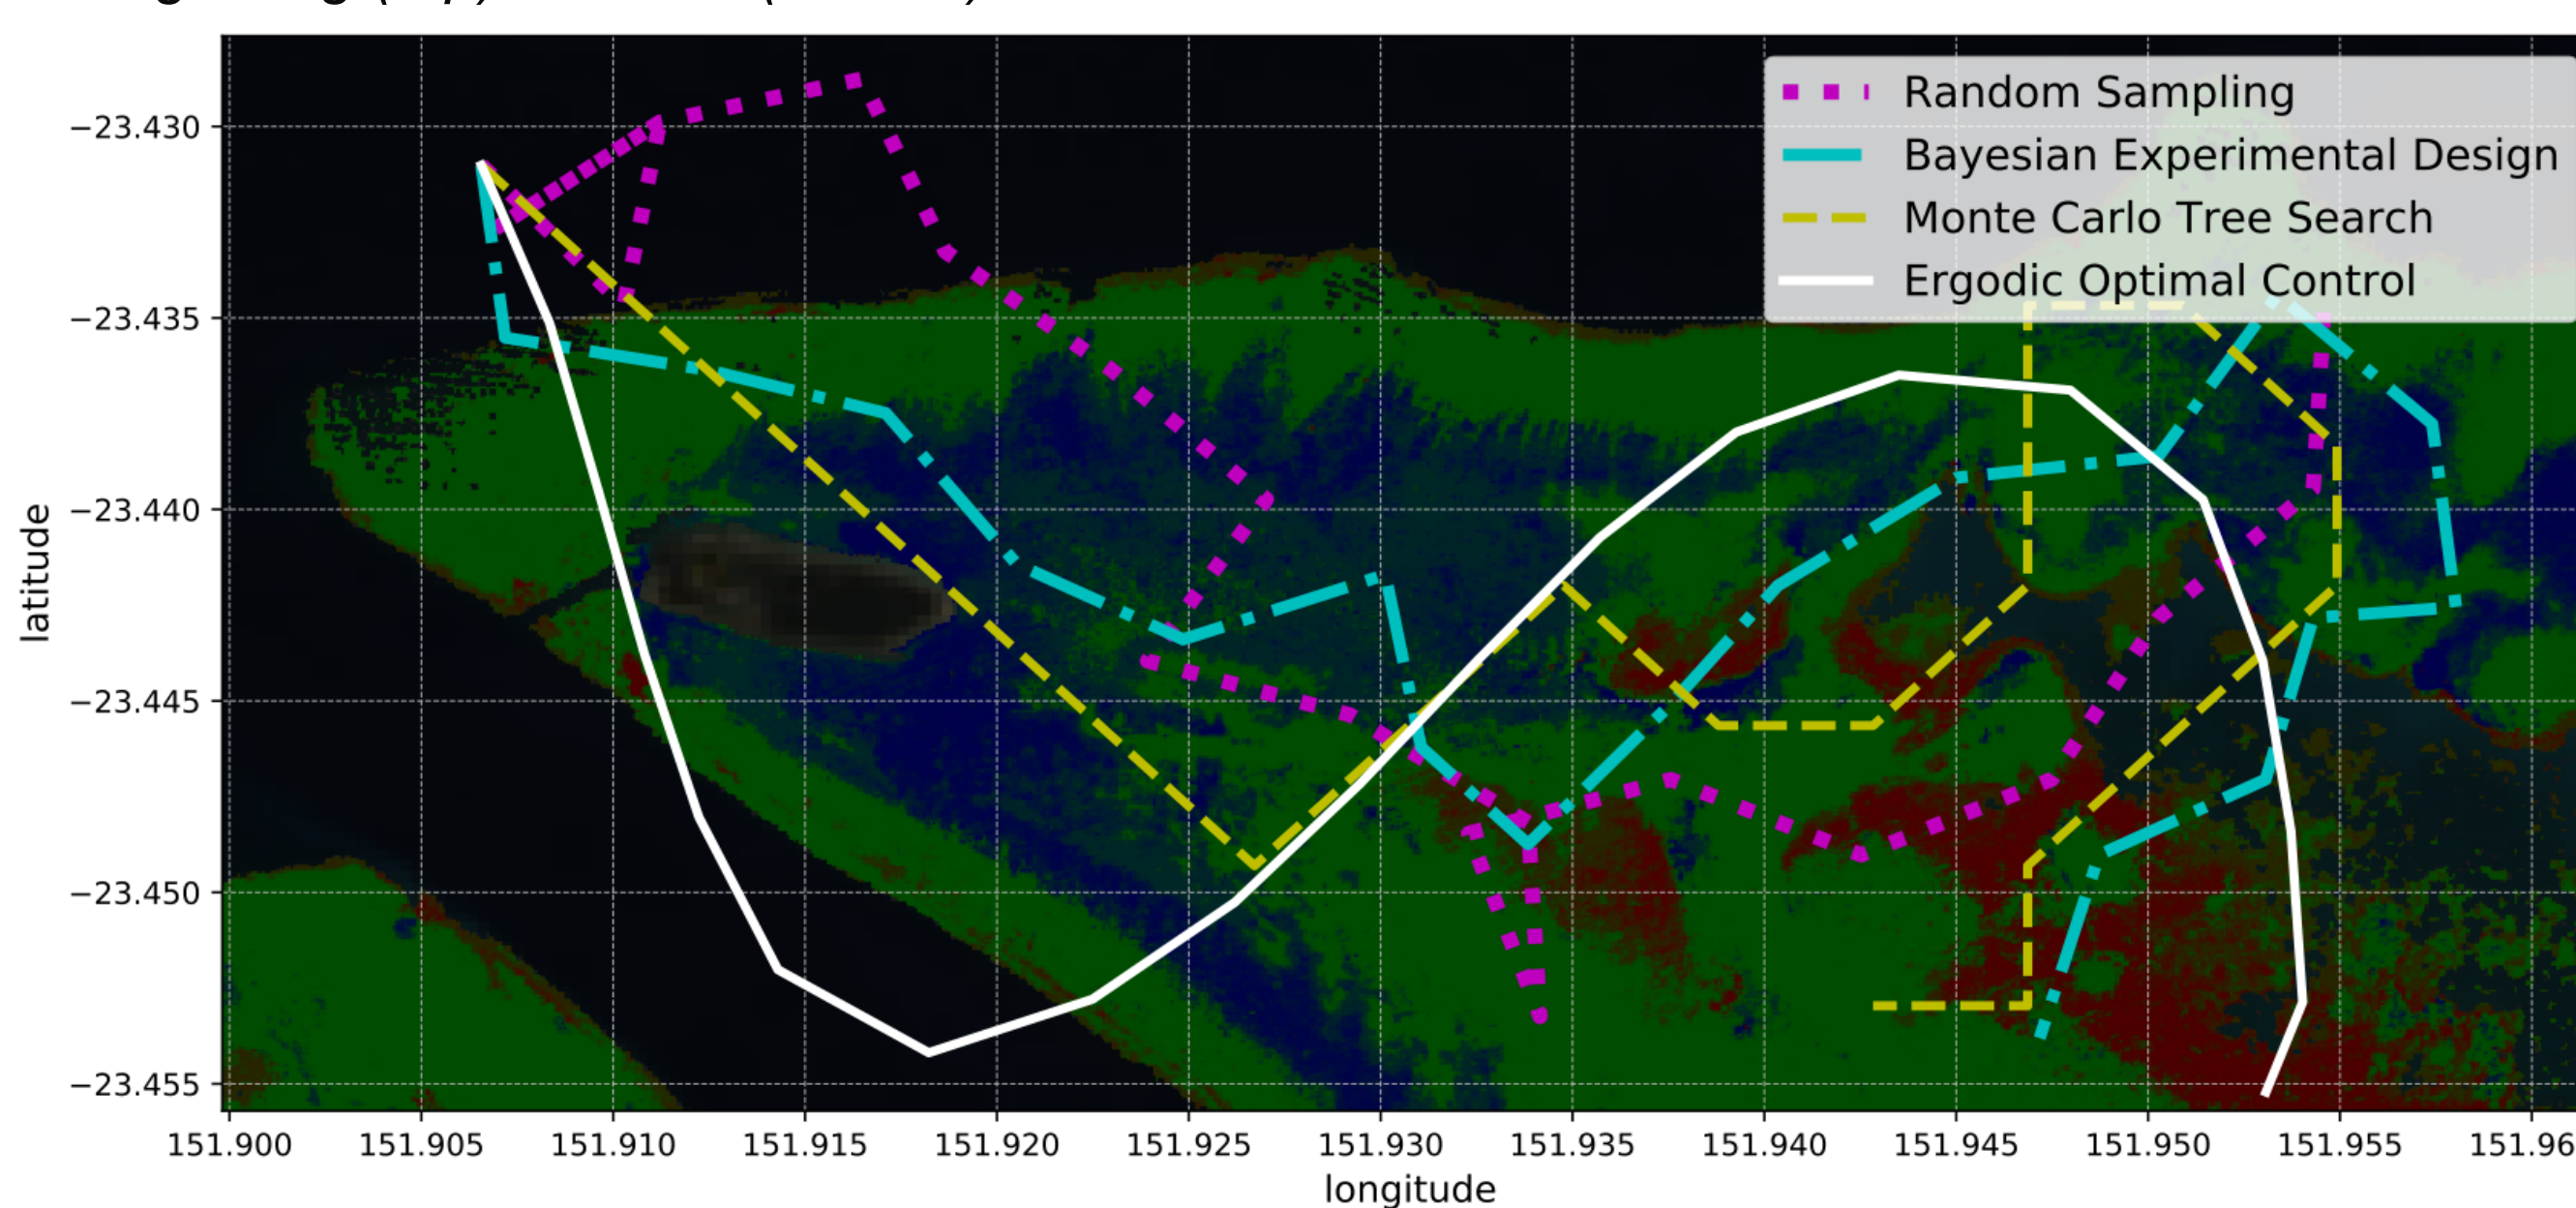 Random Sampling
Bayesian Experimental Design
Monte Carlo Tree Search
Ergodic Optimal Control
−23.430
−23.435
−23.440
−23.445
−23.450
−23.455
latitude
151.900 151.905 151.910 151.915 151.920 151.925 151.930 151.935 151.940 151.945 151.950 151.955 151.96
longitude